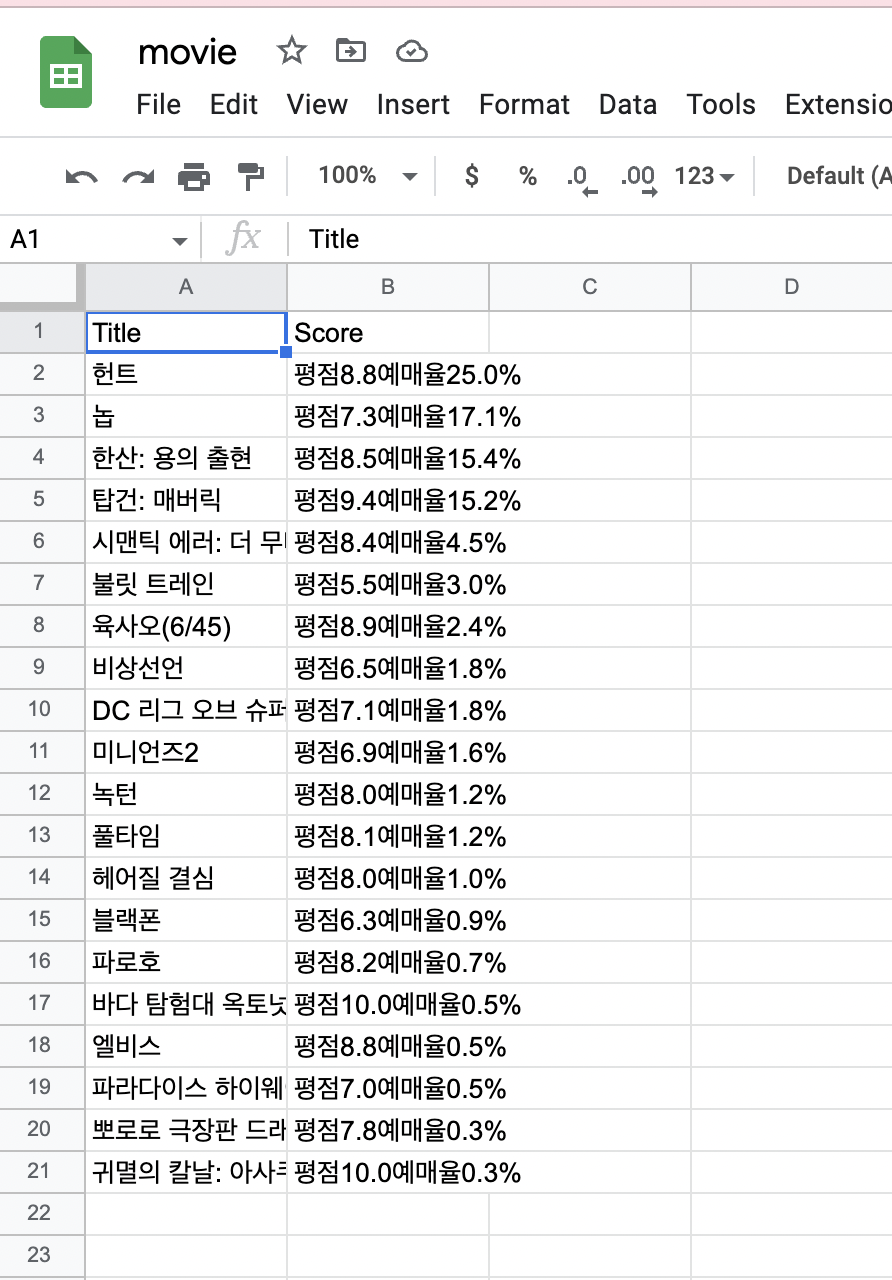 movie
File Edit View Insert Format Data Tools Extensio
100% $ % .0 .00 123 Default (A
A1 fx Title
A B C D
1 Title Score
2 헌트 평점8.8예매율25.0%
3 놉 평점7.3예매율17.1%
4 한산: 용의 출현 평점8.5예매율15.4%
5 탑건: 매버릭 평점9.4예매율15.2%
6 시맨틱 에러: 더 무 평점8.4예매율4.5%
7 불릿 트레인 평점5.5예매율3.0%
8 육사오(6/45) 평점8.9예매율2.4%
9 비상선언 평점6.5예매율1.8%
10 DC 리그 오브 슈퍼 평점7.1예매율1.8%
11 미니언즈2 평점6.9예매율1.6%
12 녹턴 평점8.0예매율1.2%
13 풀타임 평점8.1예매율1.2%
14 헤어질 결심 평점8.0예매율1.0%
15 블랙폰 평점6.3예매율0.9%
16 파로호 평점8.2예매율0.7%
17 바다 탐험대 옥토넛 평점10.0예매율0.5%
18 엘비스 평점8.8예매율0.5%
19 파라다이스 하이웨 평점7.0예매율0.5%
20 뽀로로 극장판 드래 평점7.8예매율0.3%
21 귀멸의 칼날: 아사쿠 평점10.0예매율0.3%
22
23